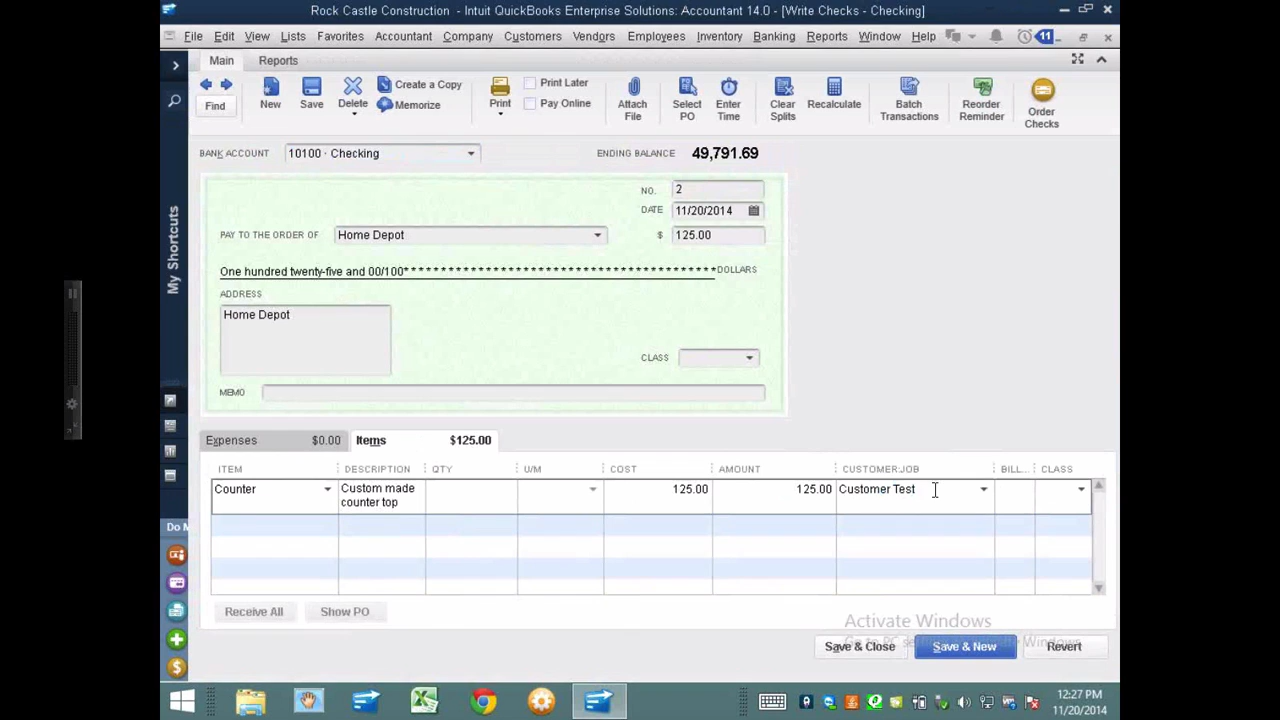 Rock Castle Construction - Intuit QuickBooks Enterprise Solutions: Accountant 14.0 - [Write Checks - Checking]
File Edit View Lists Favorites Accountant Company Customers Vendors Employees Inventory Banking Reports Window Help 11
Main Reports
Find New Save Delete Create a Copy Memorize Print Print Later Pay Online Attach File Select PO Enter Time Clear Splits Recalculate Batch Transactions Reorder Reminder Order Checks
My Shortcuts
BANK ACCOUNT 10100 · Checking ENDING BALANCE 49,791.69
NO. 2
DATE 11/20/2014
PAY TO THE ORDER OF Home Depot $ 125.00
One hundred twenty-five and 00/100* * * * * * * * * * * * * * * * * * * * * * * * * * * * * * * * * * * * * * * * * * DOLLARS
ADDRESS
Home Depot
CLASS
MEMO
Expenses $0.00 Items $125.00
ITEM DESCRIPTION QTY U/M COST AMOUNT CUSTOMER:JOB BILL... CLASS
Counter Custom made counter top 125.00 125.00 Customer Test
Do M
Receive All Show PO
Activate Windows
Save & Close Save & New Revert
12:27 PM
11/20/2014